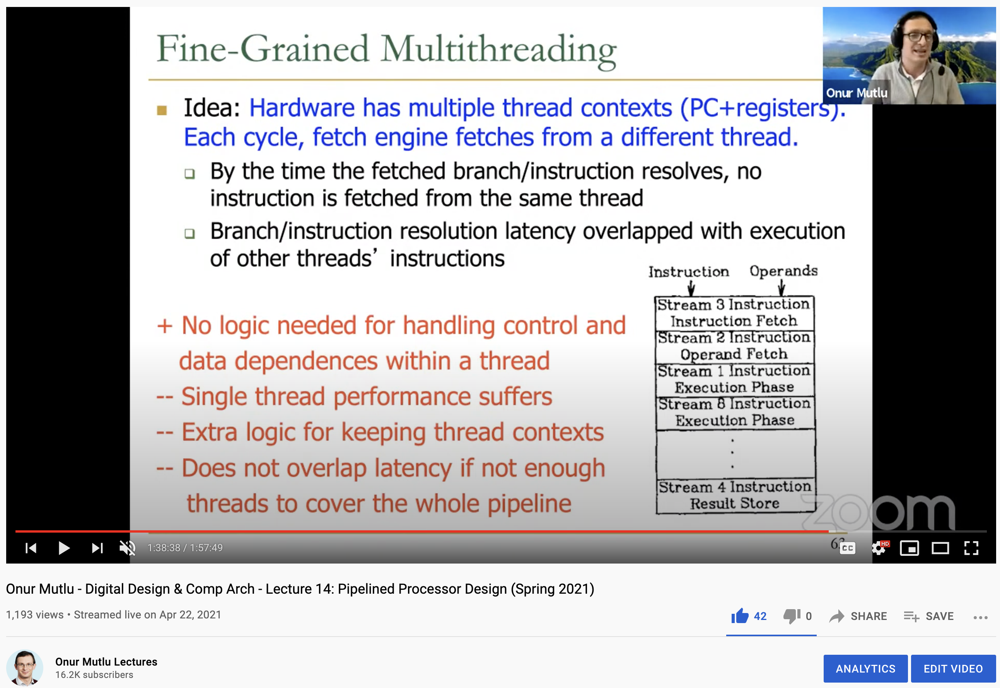 Fine-Grained Multithreading
Onur Mutlu
Idea: Hardware has multiple thread contexts (PC+registers).
Each cycle, fetch engine fetches from a different thread.
By the time the fetched branch/instruction resolves, no
instruction is fetched from the same thread
Branch/instruction resolution latency overlapped with execution
of other threads’ instructions
+ No logic needed for handling control and
data dependences within a thread
-- Single thread performance suffers
-- Extra logic for keeping thread contexts
-- Does not overlap latency if not enough
threads to cover the whole pipeline
Instruction Operands
Stream 3 Instruction
Instruction Fetch
Stream 2 Instruction
Operand Fetch
Stream 1 Instruction
Execution Phase
Stream 8 Instruction
Execution Phase
Stream 4 Instruction
Result Store
zoom
1:38:38 / 1:57:49
CC
HD
Onur Mutlu - Digital Design & Comp Arch - Lecture 14: Pipelined Processor Design (Spring 2021)
1,193 views • Streamed live on Apr 22, 2021
42
0
SHARE
SAVE
Onur Mutlu Lectures
16.2K subscribers
ANALYTICS
EDIT VIDEO